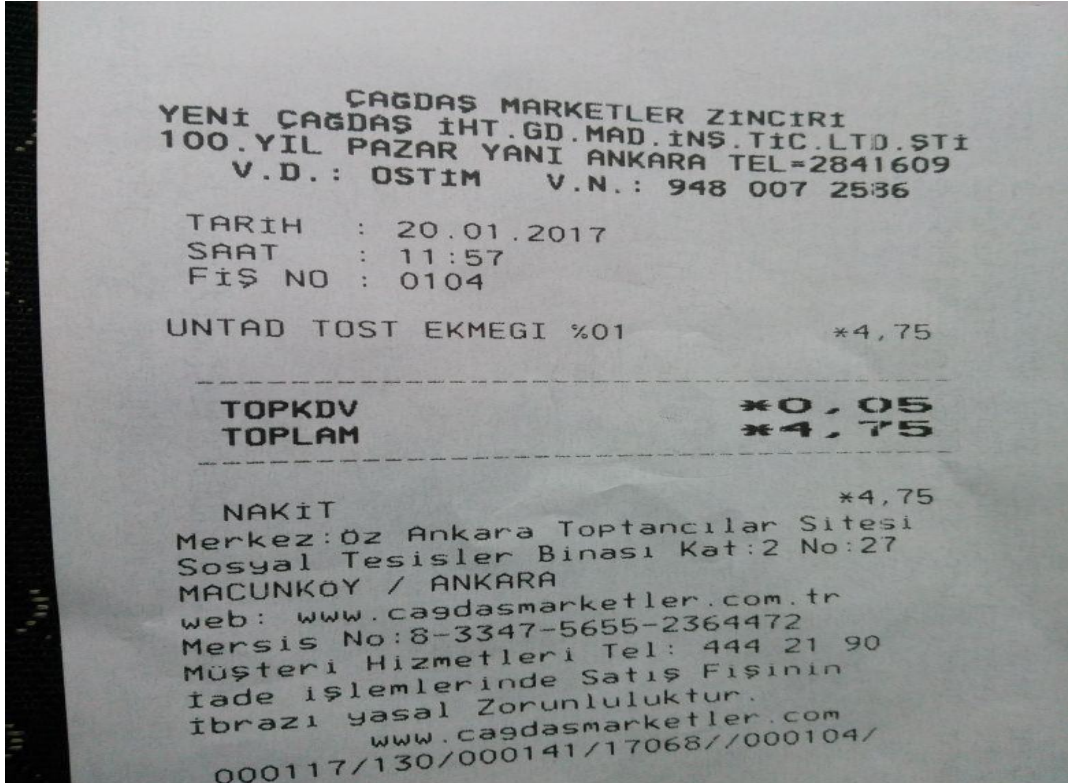 ÇAĞDAŞ MARKETLER ZİNCİRİ
YENİ ÇAĞDAŞ İHT.GD.MAD.İNŞ.TİC.LTD.ŞTİ
100.YIL PAZAR YANI ANKARA TEL=2841609
V.D.: OSTİM V.N.: 948 007 2536
TARİH : 20.01.2017
SAAT : 11:57
FİŞ NO : 0104
UNTAD TOST EKMEGI %01 *4,75
TOPKDV *0,05
TOPLAM *4,75
NAKİT *4,75
Merkez:Öz Ankara Toptancılar Sitesi
Sosyal Tesisler Binası Kat:2 No:27
MACUNKÖY / ANKARA
web: www.cagdasmarketler.com.tr
Mersis No:8-3347-5655-2364472
Müşteri Hizmetleri Tel: 444 21 90
İade işlemlerinde Satış Fişinin
İbrazı yasal Zorunluluktur.
www.cagdasmarketler.com
000117/130/000141/17068//000104/